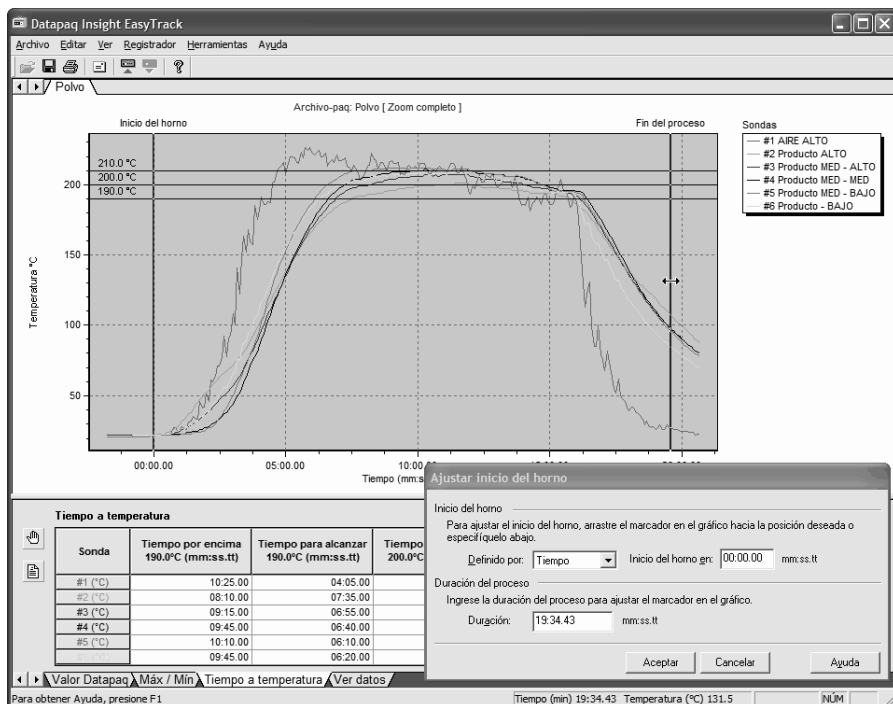 Datapaq Insight EasyTrack
Archivo Editar Ver Registrador Herramientas Ayuda
Polvo
Archivo-paq: Polvo [ Zoom completo ]
Inicio del horno
Fin del proceso
210.0 °C
200.0 °C
190.0 °C
200
150
100
50
Temperatura °C
00:00.00 05:00.00 10:00.00
Tiempo (mm:ss
Sondas
#1 AIRE ALTO
#2 Producto ALTO
#3 Producto MED - ALTO
#4 Producto MED - MED
#5 Producto MED - BAJO
#6 Producto - BAJO
Tiempo a temperatura
Sonda Tiempo por encima 190.0°C (mm:ss.tt) Tiempo para alcanzar 190.0°C (mm:ss.tt) Tiempo 200.0°C
#1 (°C) 10:25.00 04:05.00
#2 (°C) 08:10.00 07:35.00
#3 (°C) 09:15.00 06:55.00
#4 (°C) 09:45.00 06:40.00
#5 (°C) 10:10.00 06:10.00
09:45.00 06:20.00
Valor Datapaq Máx / Mín Tiempo a temperatura Ver datos
Ajustar inicio del horno
Inicio del horno
Para ajustar el inicio del horno, arrastre el marcador en el gráfico hacia la posición deseada o
especifíquelo abajo.
Definido por: Tiempo Inicio del horno en: 00:00.00 mm:ss.tt
Duración del proceso
Ingrese la duración del proceso para ajustar el marcador en el gráfico.
Duración: 19:34.43 mm:ss.tt
Aceptar Cancelar Ayuda
Para obtener Ayuda, presione F1
Tiempo (min) 19:34.43 Temperatura (°C) 131.5 NÚM